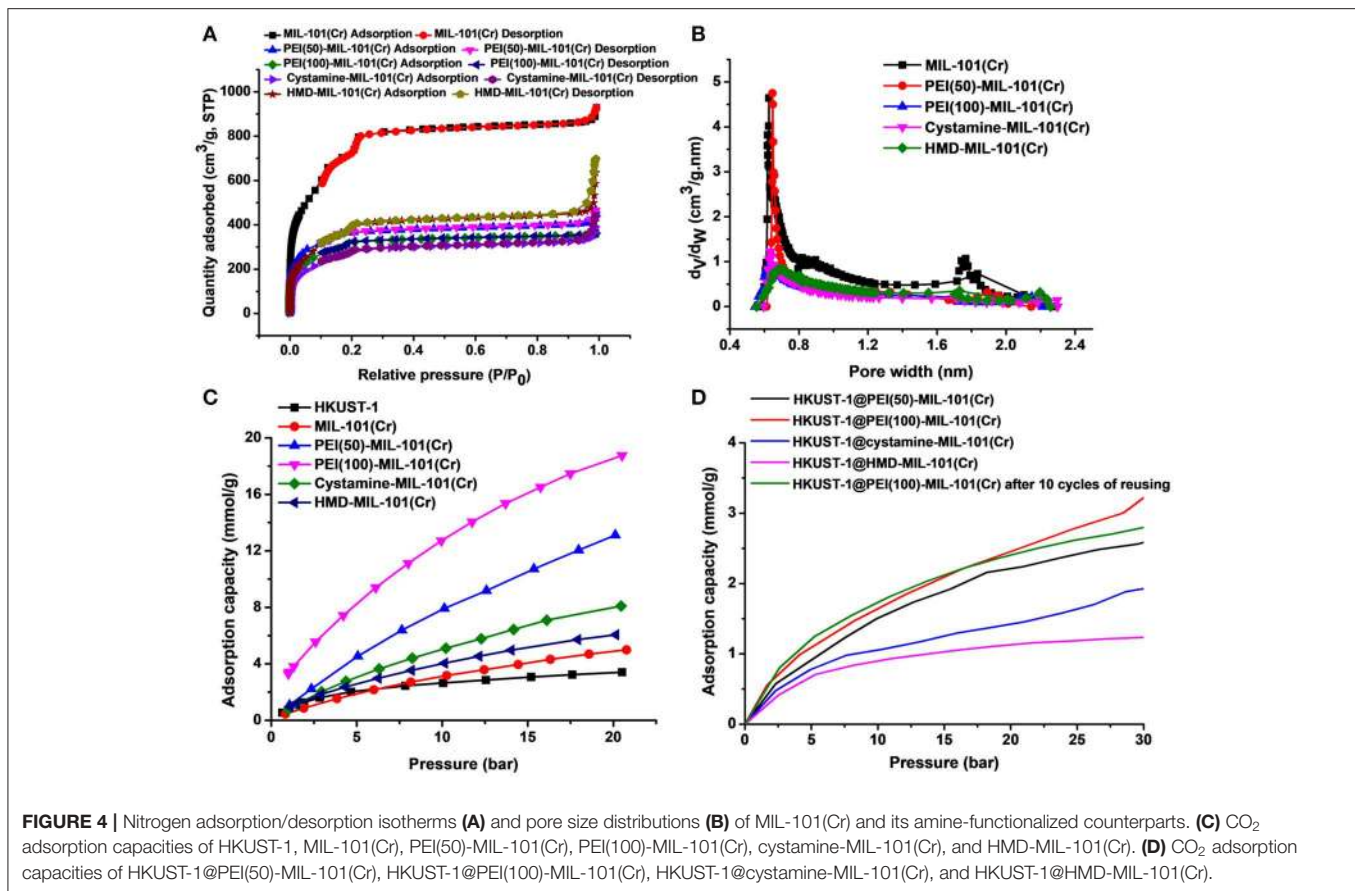 A
MIL-101(Cr) Adsorption MIL-101(Cr) Desorption
PEI(50)-MIL-101(Cr) Adsorption PEI(50)-MIL-101(Cr) Desorption
PEI(100)-MIL-101(Cr) Adsorption PEI(100)-MIL-101(Cr) Desorption
Cystamine-MIL-101(Cr) Adsorption Cystamine-MIL-101(Cr) Desorption
HMD-MIL-101(Cr) Adsorption HMD-MIL-101(Cr) Desorption
Quantity adsorbed (cm³/g, STP)
1000
800
600
400
200
0
0.0 0.2 0.4 0.6 0.8 1.0
Relative pressure (P/P₀)
B
MIL-101(Cr)
PEI(50)-MIL-101(Cr)
PEI(100)-MIL-101(Cr)
Cystamine-MIL-101(Cr)
HMD-MIL-101(Cr)
dV/dW (cm³/g.nm)
6
5
4
3
2
1
0
0.4 0.8 1.2 1.6 2.0 2.4
Pore width (nm)
C
HKUST-1
MIL-101(Cr)
PEI(50)-MIL-101(Cr)
PEI(100)-MIL-101(Cr)
Cystamine-MIL-101(Cr)
HMD-MIL-101(Cr)
Adsorption capacity (mmol/g)
20
16
12
8
4
0
0 5 10 15 20
Pressure (bar)
D
HKUST-1@PEI(50)-MIL-101(Cr)
HKUST-1@PEI(100)-MIL-101(Cr)
HKUST-1@cystamine-MIL-101(Cr)
HKUST-1@HMD-MIL-101(Cr)
HKUST-1@PEI(100)-MIL-101(Cr) after 10 cycles of reusing
Adsorption capacity (mmol/g)
4
3
2
1
0
0 5 10 15 20 25 30
Pressure (bar)
FIGURE 4 | Nitrogen adsorption/desorption isotherms (A) and pore size distributions (B) of MIL-101(Cr) and its amine-functionalized counterparts. (C) CO₂
adsorption capacities of HKUST-1, MIL-101(Cr), PEI(50)-MIL-101(Cr), PEI(100)-MIL-101(Cr), cystamine-MIL-101(Cr), and HMD-MIL-101(Cr). (D) CO₂ adsorption
capacities of HKUST-1@PEI(50)-MIL-101(Cr), HKUST-1@PEI(100)-MIL-101(Cr), HKUST-1@cystamine-MIL-101(Cr), and HKUST-1@HMD-MIL-101(Cr).